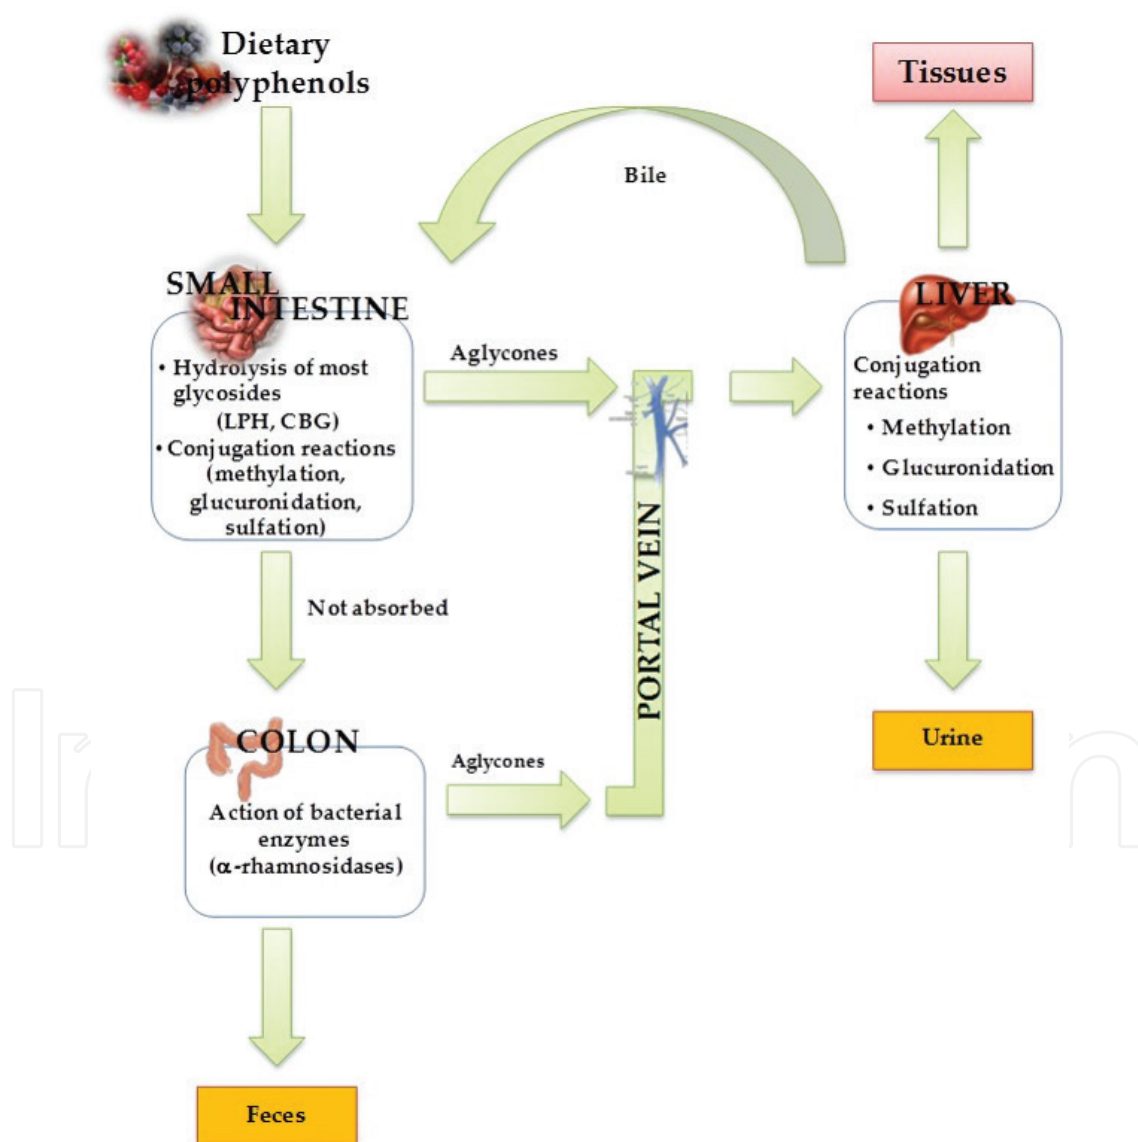 Dietary
polyphenols
Tissues
Bile
SMALL
INTESTINE
• Hydrolysis of most
glycosides
(LPH, CBG)
• Conjugation reactions
(methylation,
glucuronidation,
sulfation)
Aglycones
PORTAL VEIN
LIVER
Conjugation
reactions
• Methylation
• Glucuronidation
• Sulfation
Not absorbed
COLON
Action of bacterial
enzymes
(α-rhamnosidases)
Aglycones
Urine
Feces